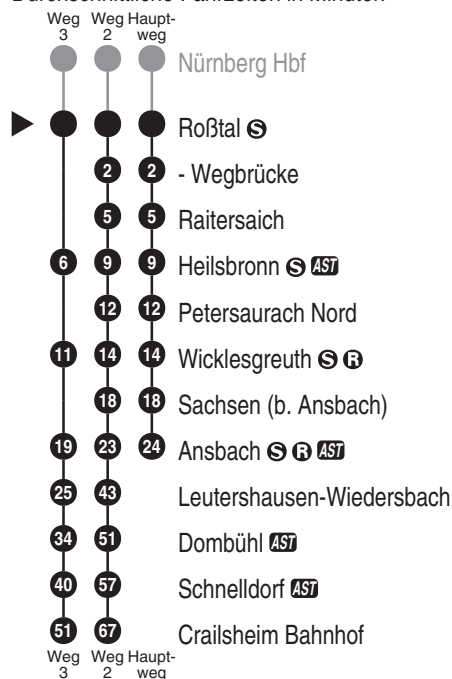 Durchschnittliche Fahrzeiten in Minuten
Weg 3 Weg 2 Haupt-weg
Nürnberg Hbf
Roßtal S
2 2 - Wegbrücke
5 5 Raitersaich
6 9 9 Heilsbronn S AST
12 12 Petersaurach Nord
11 14 14 Wicklesgreuth S R
18 18 Sachsen (b. Ansbach)
19 23 24 Ansbach S R AST
25 43 Leutershausen-Wiedersbach
34 51 Dombühl AST
40 57 Schnelldorf AST
51 67 Crailsheim Bahnhof
Weg 3 Weg 2 Haupt-weg